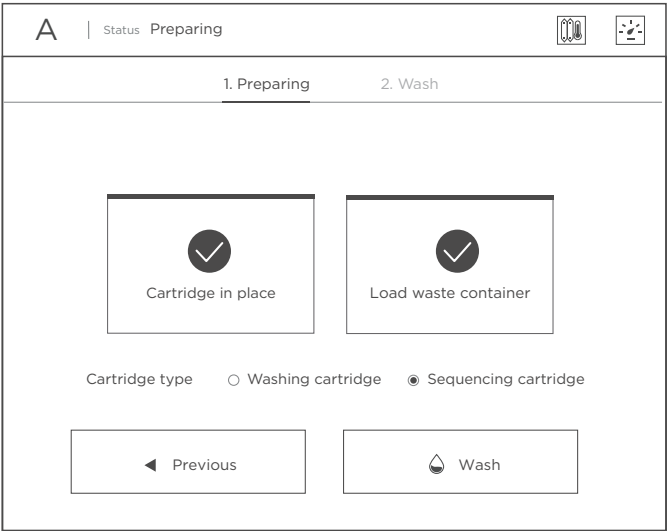 A | Status Preparing
1. Preparing 2. Wash
Cartridge in place Load waste container
Cartridge type Washing cartridge Sequencing cartridge
Previous Wash